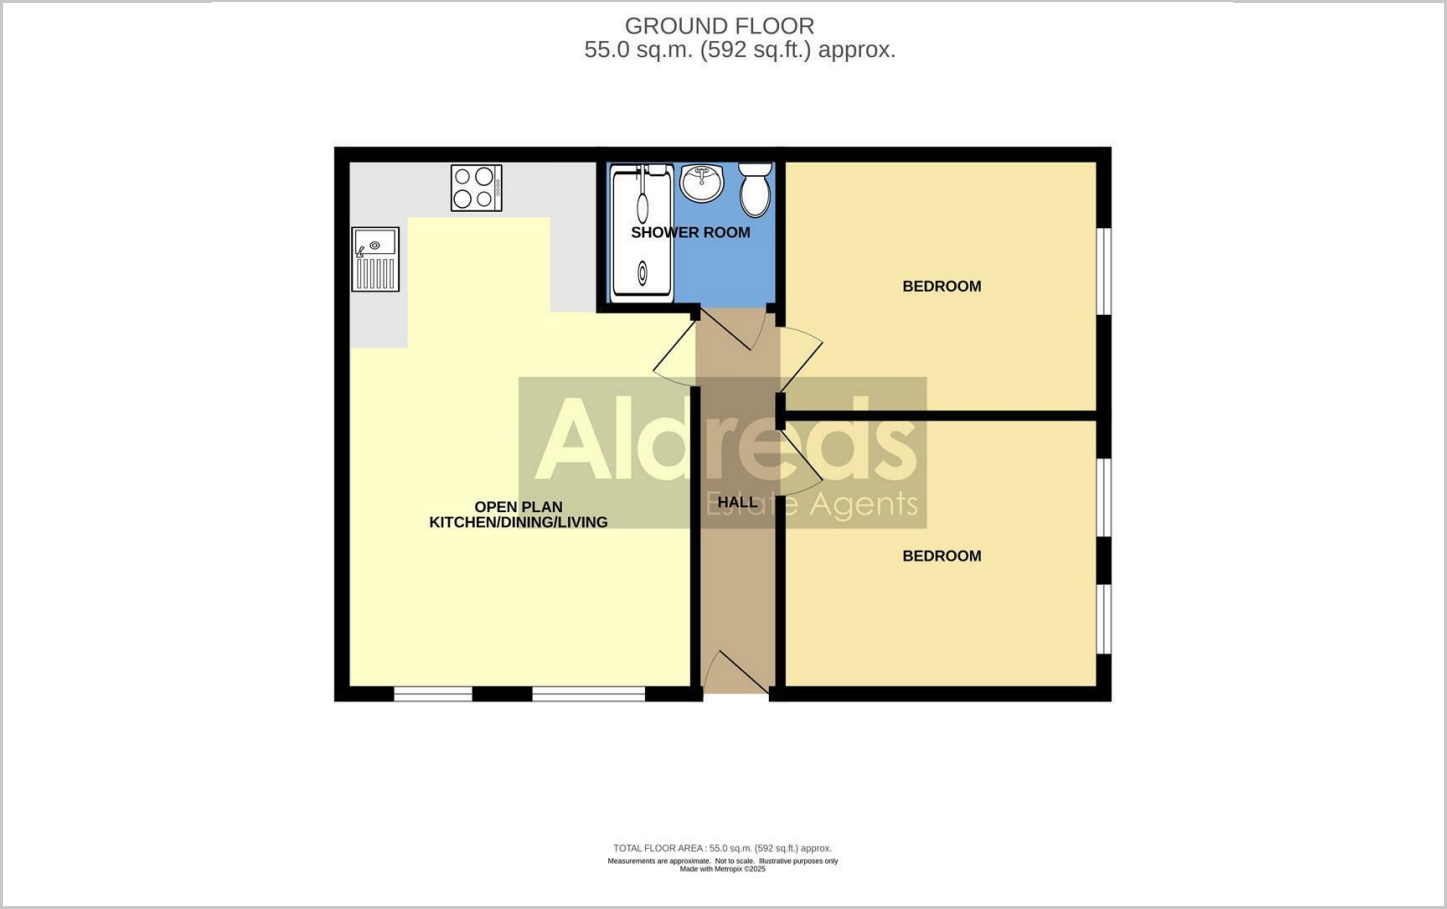 GROUND FLOOR
55.0 sq.m. (592 sq.ft.) approx.
SHOWER ROOM
BEDROOM
Aldreds
Estate Agents
HALL
OPEN PLAN
KITCHEN/DINING/LIVING
BEDROOM
TOTAL FLOOR AREA : 55.0 sq.m. (592 sq.ft.) approx.
Measurements are approximate. Not to scale. Illustrative purposes only
Made with Metropix ©2025